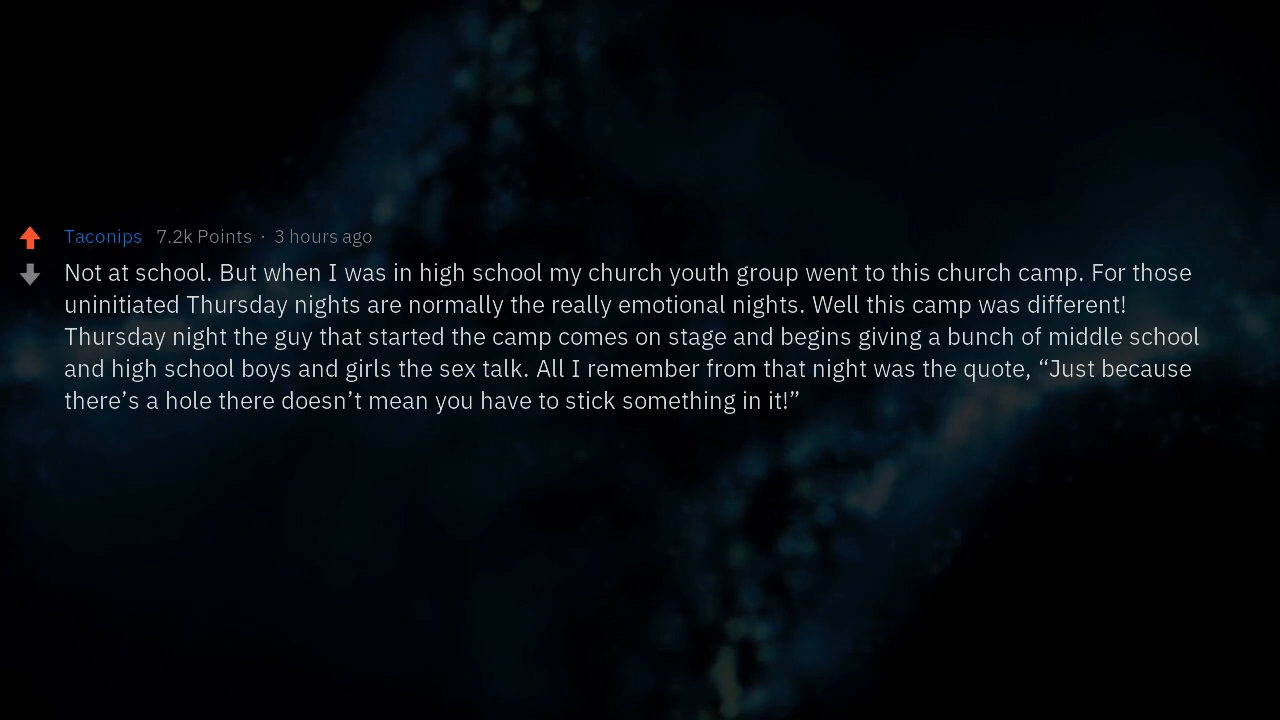 Taconips 7.2k Points · 3 hours ago
Not at school. But when I was in high school my church youth group went to this church camp. For those
uninitiated Thursday nights are normally the really emotional nights. Well this camp was different!
Thursday night the guy that started the camp comes on stage and begins giving a bunch of middle school
and high school boys and girls the sex talk. All I remember from that night was the quote, “Just because
there’s a hole there doesn’t mean you have to stick something in it!”